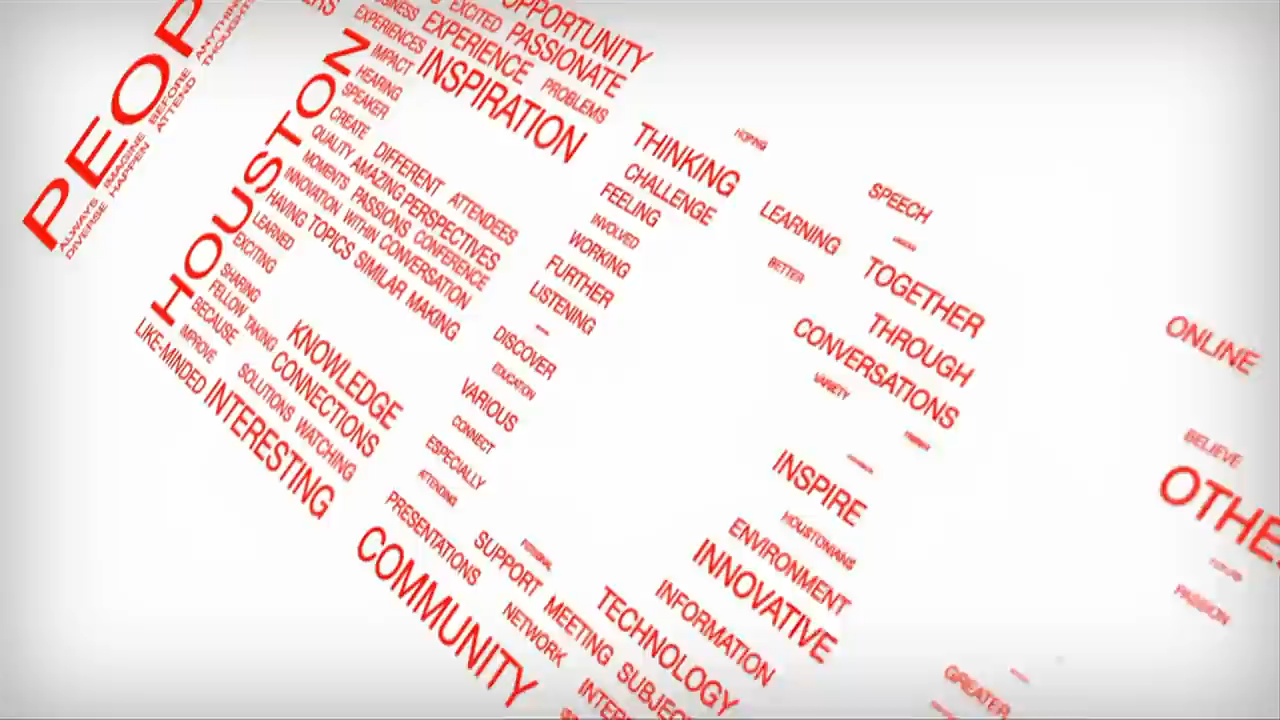 PEOP
ALWAYS IMAGINE BEFORE ANYTHING
DIVERSE HAPPEN ATTEND THOUGHT
HOUSTON
OPPORTUNITY
EXCITED PASSIONATE
EXPERIENCES EXPERIENCE PROBLEMS
IMPACT INSPIRATION
HEARING
SPEAKER
CREATE DIFFERENT ATTENDEES
QUALITY AMAZING PERSPECTIVES
MOMENTS PASSIONS CONFERENCE
INNOVATION WITHIN CONVERSATION
HAVING TOPICS SIMILAR MAKING
LEARNED
EXCITING
SHARING
FELLOW TAKING KNOWLEDGE
BECAUSE CONNECTIONS
IMPROVE SOLUTIONS WATCHING
LIKE-MINDED INTERESTING
THINKING
HOPING
CHALLENGE
FEELING
INVOLVED
WORKING
FURTHER
LISTENING
DISCOVER
EDUCATION
VARIOUS
CONNECT
ESPECIALLY
ATTENDING
PRESENTATIONS
COMMUNITY
LEARNING
SPEECH
BETTER
TOGETHER
THROUGH
CONVERSATIONS
VARIETY
INSPIRE
HOUSTONIANS
ENVIRONMENT
INNOVATIVE
INFORMATION
TECHNOLOGY
SUPPORT MEETING SUBJEC
NETWORK INTER
ONLINE
BELIEVE
OTHE
PASSION
GREATER